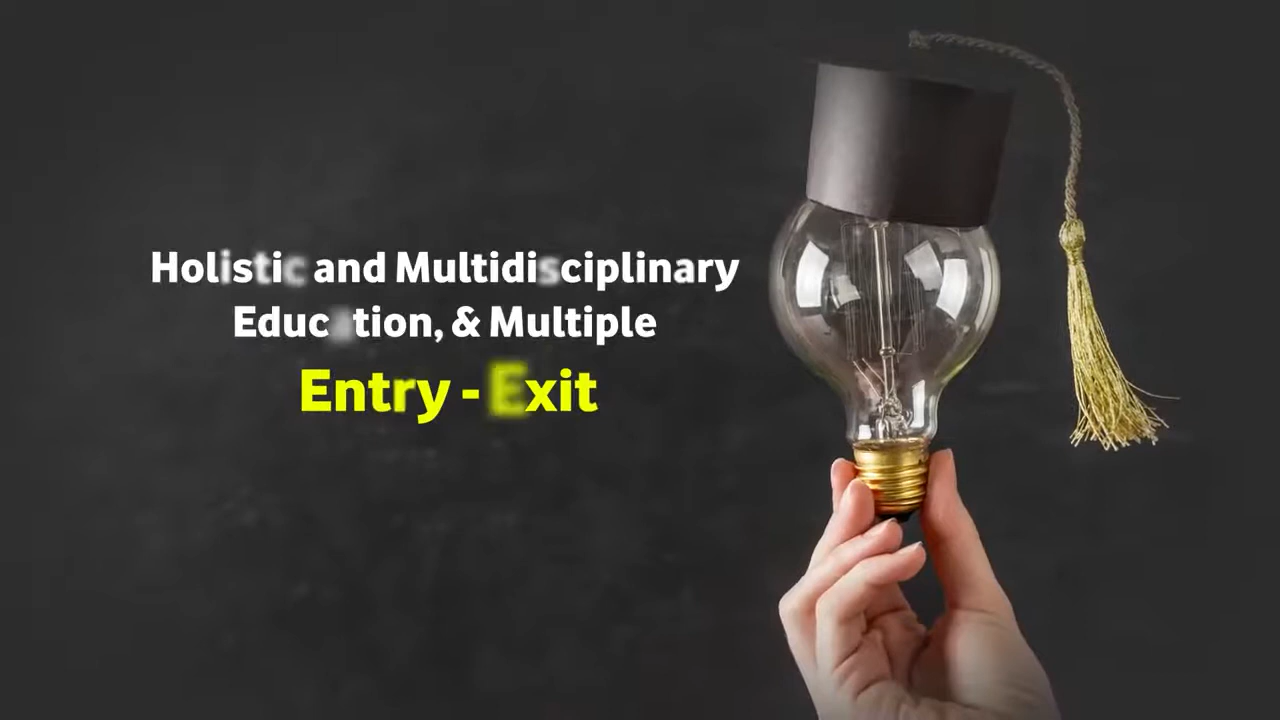 Holistic and Multidisciplinary
Education, & Multiple
Entry - Exit